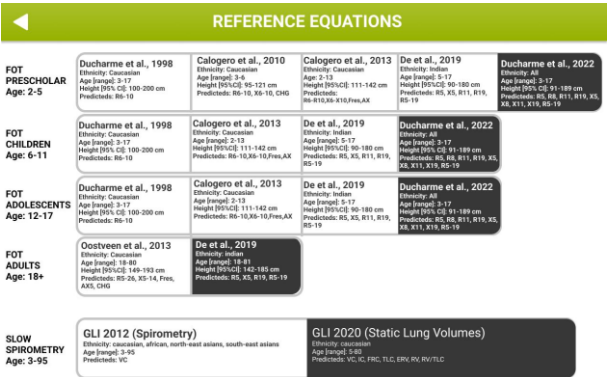 REFERENCE EQUATIONS
FOT
PRESCHOLAR
Age: 2-5
Ducharme et al., 1998
Ethnicity: Caucasian
Age [range]: 3-17
Height [95% CI]: 100-200 cm
Predicteds: R6-10
Calogero et al., 2010
Ethnicity: Caucasian
Age [range]: 3-6
Height [95% CI]: 95-121 cm
Predicteds: R6-10, X6-10, CHG
Calogero et al., 2013
Ethnicity: Caucasian
Age: 2-13
Height [95%CI]: 111-142 cm
Predicteds:
R6-R10,X6-X10,Fres,AX
De et al., 2019
Ethnicity: Indian
Age [range]: 5-17
Height [95%CI]: 90-180 cm
Predicteds: R5, X5, R11, R19,
R5-19
Ducharme et al., 2022
Ethnicity: All
Age [range]: 3-17
Height [95% CI]: 91-189 cm
Predicteds: R5, R8, R11, R19, X5,
X8, X11, X19, R5-19
FOT
CHILDREN
Age: 6-11
Ducharme et al., 1998
Ethnicity: Caucasian
Age [range]: 3-17
Height [95% CI]: 100-200 cm
Predicteds: R6-10
Calogero et al., 2013
Ethnicity: Caucasian
Age [range]: 2-13
Height [95%CI]: 111-142 cm
Predicteds: R6-10,X6-10,Fres,AX
De et al., 2019
Ethnicity: Indian
Age [range]: 5-17
Height [95%CI]: 90-180 cm
Predicteds: R5, X5, R11, R19,
R5-19
Ducharme et al., 2022
Ethnicity: All
Age [range]: 3-17
Height [95% CI]: 91-189 cm
Predicteds: R5, R8, R11, R19, X5,
X8, X11, X19, R5-19
FOT
ADOLESCENTS
Age: 12-17
Ducharme et al., 1998
Ethnicity: Caucasian
Age [range]: 3-17
Height [95% CI]: 100-200 cm
Predicteds: R6-10
Calogero et al., 2013
Ethnicity: Caucasian
Age [range]: 2-13
Height [95%CI]: 111-142 cm
Predicteds: R6-10,X6-10,Fres,AX
De et al., 2019
Ethnicity: Indian
Age [range]: 5-17
Height [95%CI]: 90-180 cm
Predicteds: R5, X5, R11, R19,
R5-19
Ducharme et al., 2022
Ethnicity: All
Age [range]: 3-17
Height [95% CI]: 91-189 cm
Predicteds: R5, R8, R11, R19, X5,
X8, X11, X19, R5-19
FOT
ADULTS
Age: 18+
Oostveen et al., 2013
Ethnicity: Caucasian
Age [range]: 18-80
Height [95%CI]: 149-193 cm
Predicteds: R5-26, X5-14, Fres,
AX5, CHG
De et al., 2019
Ethnicity: indian
Age [range]: 18-81
Height [95%CI]: 142-185 cm
Predicteds: R5, X5, R19, R5-19
SLOW
SPIROMETRY
Age: 3-95
GLI 2012 (Spirometry)
Ethnicity: caucasian, african, north-east asians, south-east asians
Age [range]: 3-95
Predicteds: VC
GLI 2020 (Static Lung Volumes)
Ethnicity: caucasian
Age [range]: 5-80
Predicteds: VC, IC, FRC, TLC, ERV, RV, RV/TLC